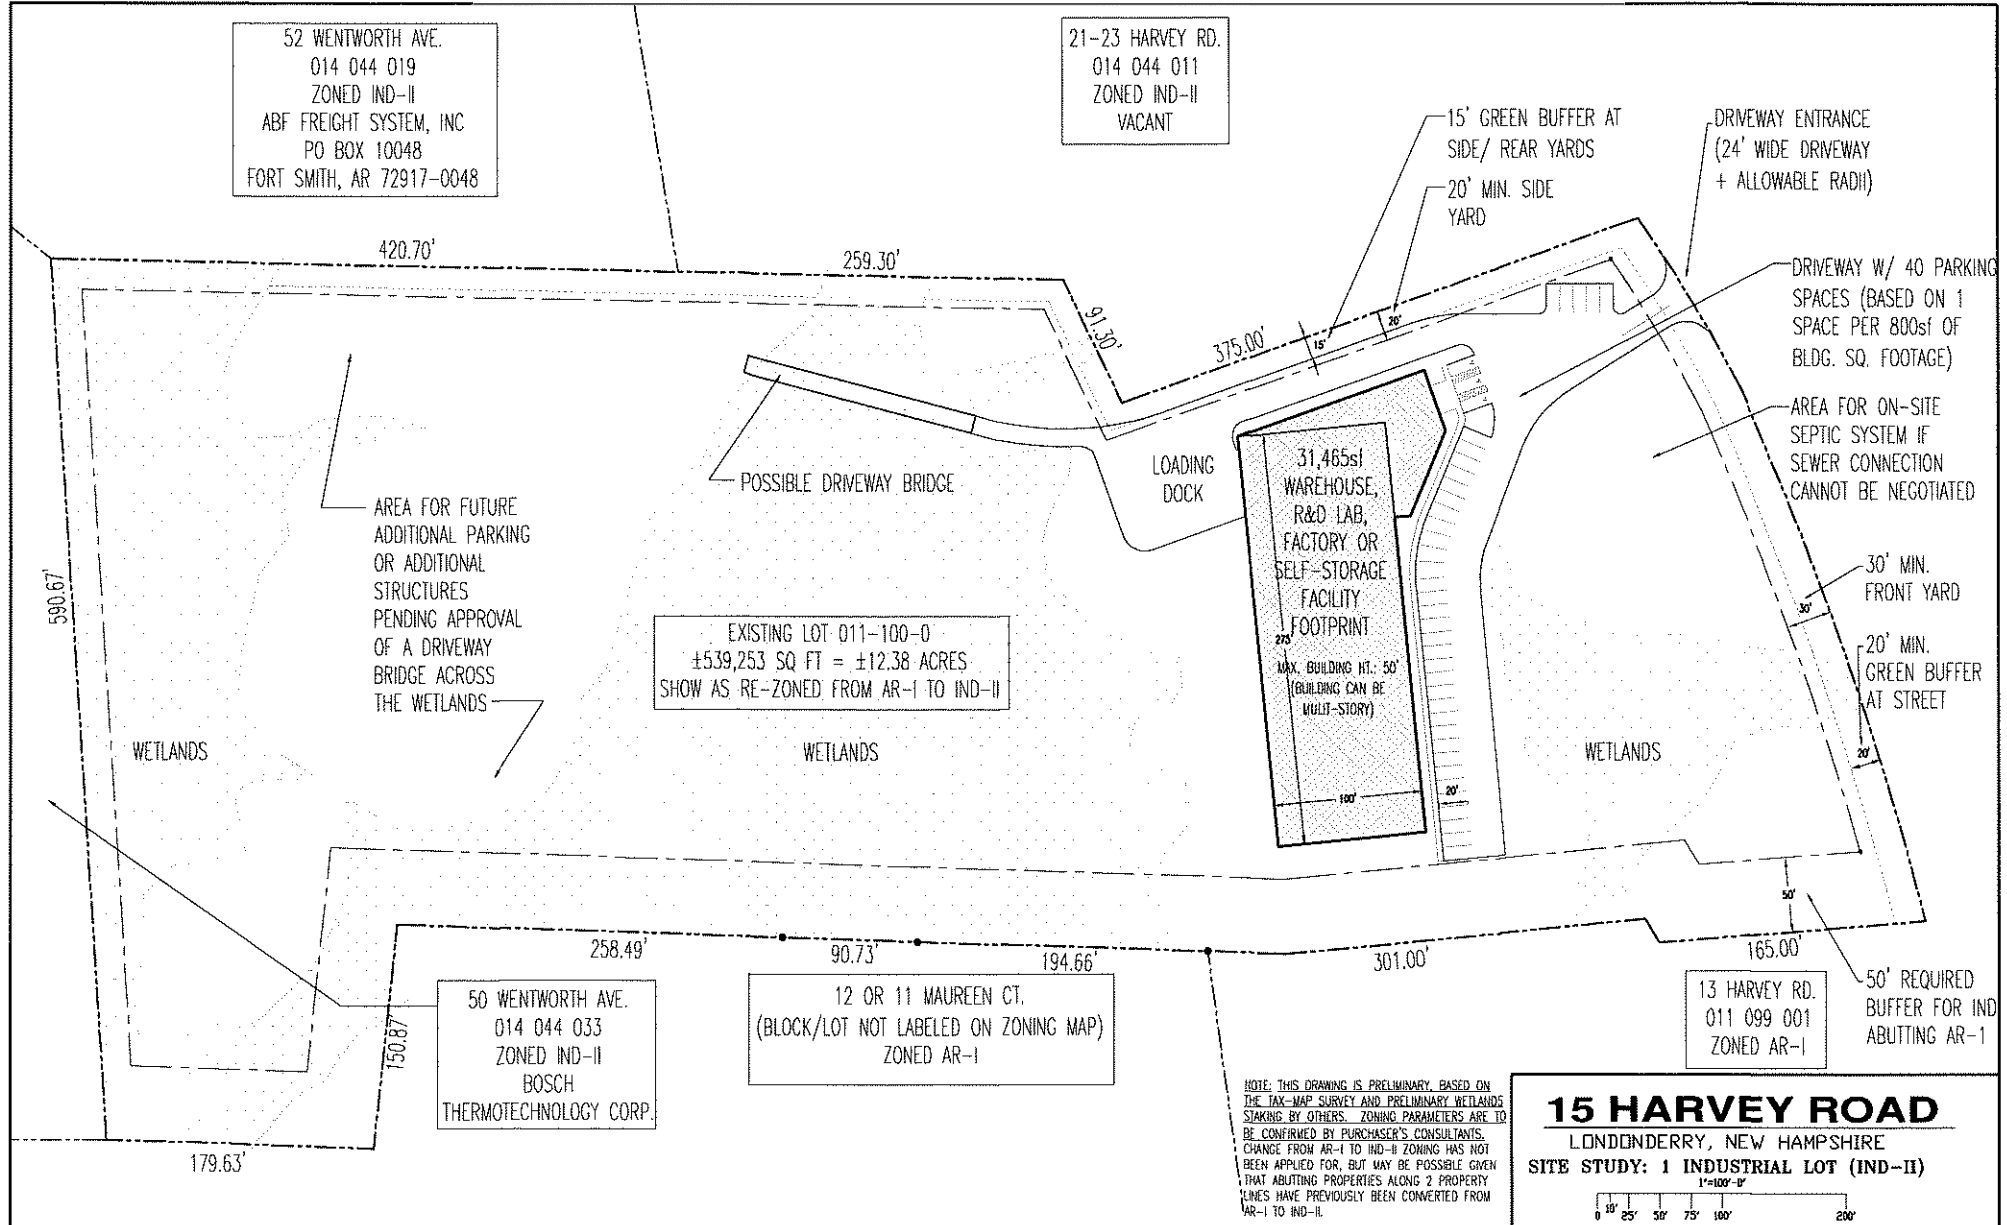 52 WENTWORTH AVE.
014 044 019
ZONED IND-II
ABF FREIGHT SYSTEM, INC
PO BOX 10048
FORT SMITH, AR 72917-0048
21-23 HARVEY RD.
014 044 011
ZONED IND-II
VACANT
15' GREEN BUFFER AT
SIDE/ REAR YARDS
20' MIN. SIDE
YARD
DRIVEWAY ENTRANCE
(24' WIDE DRIVEWAY
+ ALLOWABLE RADII)
DRIVEWAY W/ 40 PARKING
SPACES (BASED ON 1
SPACE PER 800sf OF
BLDG. SQ. FOOTAGE)
AREA FOR ON-SITE
SEPTIC SYSTEM IF
SEWER CONNECTION
CANNOT BE NEGOTIATED
30' MIN.
FRONT YARD
20' MIN.
GREEN BUFFER
AT STREET
420.70'
259.30'
91.30'
375.00'
15'
20'
590.67'
POSSIBLE DRIVEWAY BRIDGE
LOADING
DOCK
AREA FOR FUTURE
ADDITIONAL PARKING
OR ADDITIONAL
STRUCTURES
PENDING APPROVAL
OF A DRIVEWAY
BRIDGE ACROSS
THE WETLANDS
31,465sf
WAREHOUSE,
R&D LAB,
FACTORY OR
SELF-STORAGE
FACILITY
FOOTPRINT
275'
MAX. BUILDING HT.: 50'
(BUILDING CAN BE
MULIT-STORY)
100'
20'
30'
20'
50'
EXISTING LOT 011-100-0
±539,253 SQ FT = ±12.38 ACRES
SHOW AS RE-ZONED FROM AR-I TO IND-II
WETLANDS
WETLANDS
WETLANDS
258.49'
90.73'
194.66'
301.00'
165.00'
150.87'
179.63'
50 WENTWORTH AVE.
014 044 033
ZONED IND-II
BOSCH
THERMOTECHNOLOGY CORP.
12 OR 11 MAUREEN CT.
(BLOCK/LOT NOT LABELED ON ZONING MAP)
ZONED AR-I
13 HARVEY RD.
011 099 001
ZONED AR-I
50' REQUIRED
BUFFER FOR IND
ABUTTING AR-1
NOTE: THIS DRAWING IS PRELIMINARY, BASED ON
THE TAX-MAP SURVEY AND PRELIMINARY WETLANDS
STAKING BY OTHERS. ZONING PARAMETERS ARE TO
BE CONFIRMED BY PURCHASER'S CONSULTANTS.
CHANGE FROM AR-I TO IND-II ZONING HAS NOT
BEEN APPLIED FOR, BUT MAY BE POSSIBLE GIVEN
THAT ABUTTING PROPERTIES ALONG 2 PROPERTY
LINES HAVE PREVIOUSLY BEEN CONVERTED FROM
AR-I TO IND-II.
15 HARVEY ROAD
LONDONDERRY, NEW HAMPSHIRE
SITE STUDY: 1 INDUSTRIAL LOT (IND-II)
1"=100'-0"
0 10' 25' 50' 75' 100' 200'